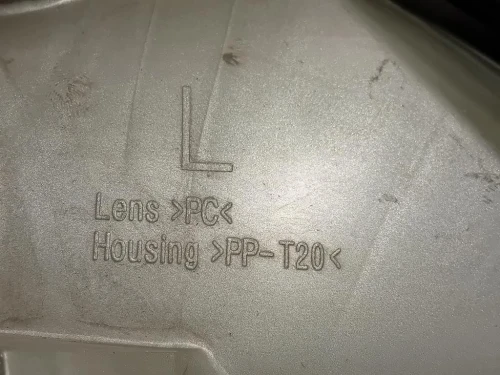 L
Lens >PC<
Housing >PP-T20<